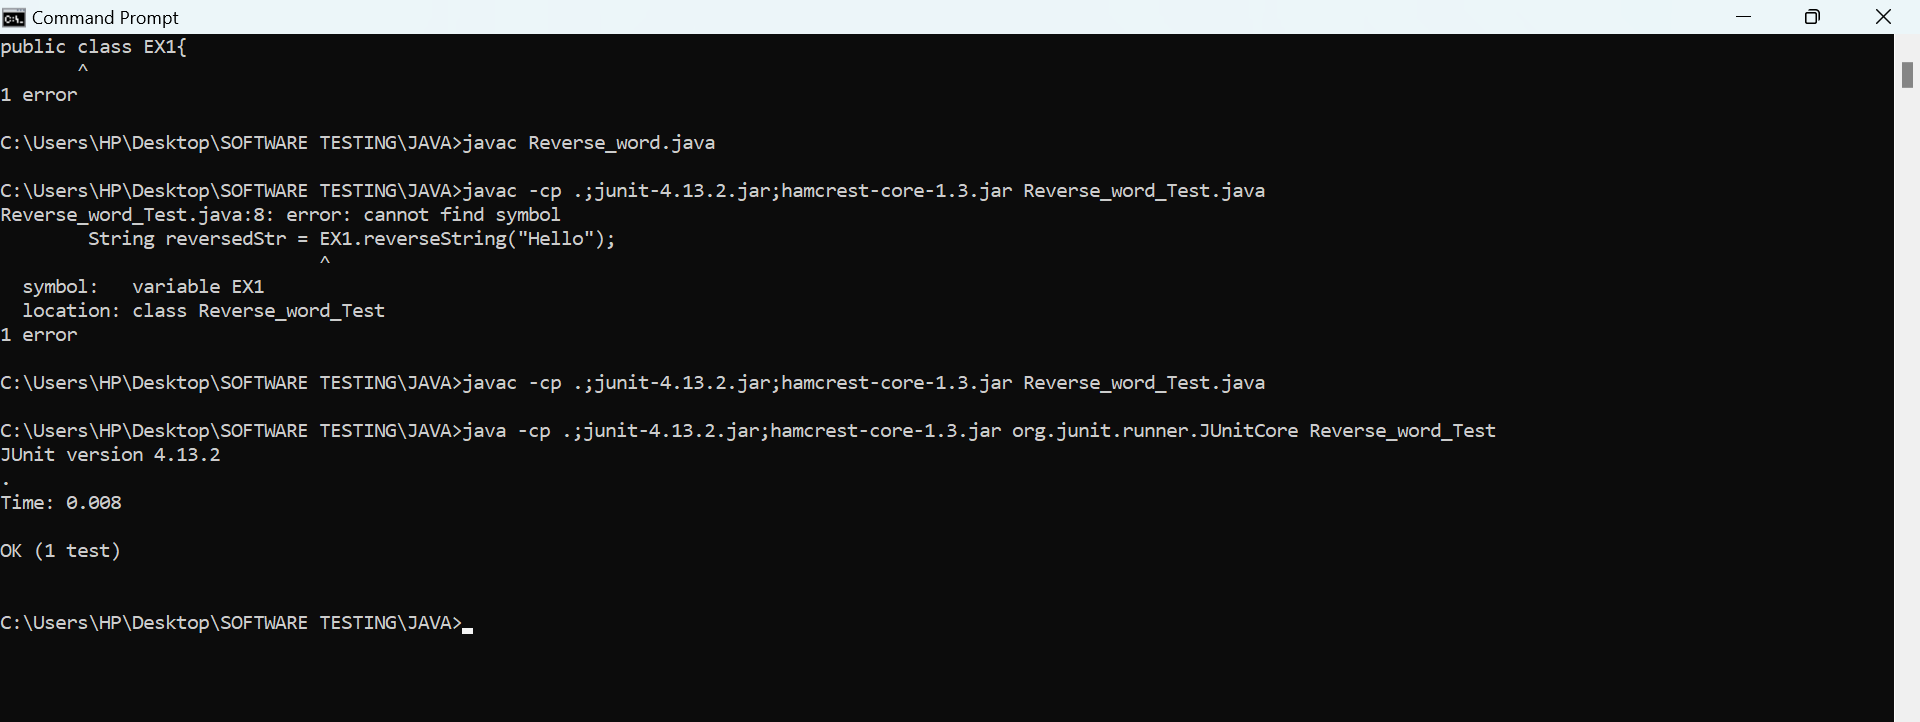 Command Prompt
public class EX1{
^
1 error
C:\Users\HP\Desktop\SOFTWARE TESTING\JAVA>javac Reverse_word.java
C:\Users\HP\Desktop\SOFTWARE TESTING\JAVA>javac -cp .;junit-4.13.2.jar;hamcrest-core-1.3.jar Reverse_word_Test.java
Reverse_word_Test.java:8: error: cannot find symbol
String reversedStr = EX1.reverseString("Hello");
^
symbol:   variable EX1
location: class Reverse_word_Test
1 error
C:\Users\HP\Desktop\SOFTWARE TESTING\JAVA>javac -cp .;junit-4.13.2.jar;hamcrest-core-1.3.jar Reverse_word_Test.java
C:\Users\HP\Desktop\SOFTWARE TESTING\JAVA>java -cp .;junit-4.13.2.jar;hamcrest-core-1.3.jar org.junit.runner.JUnitCore Reverse_word_Test
JUnit version 4.13.2
.
Time: 0.008
OK (1 test)
C:\Users\HP\Desktop\SOFTWARE TESTING\JAVA>